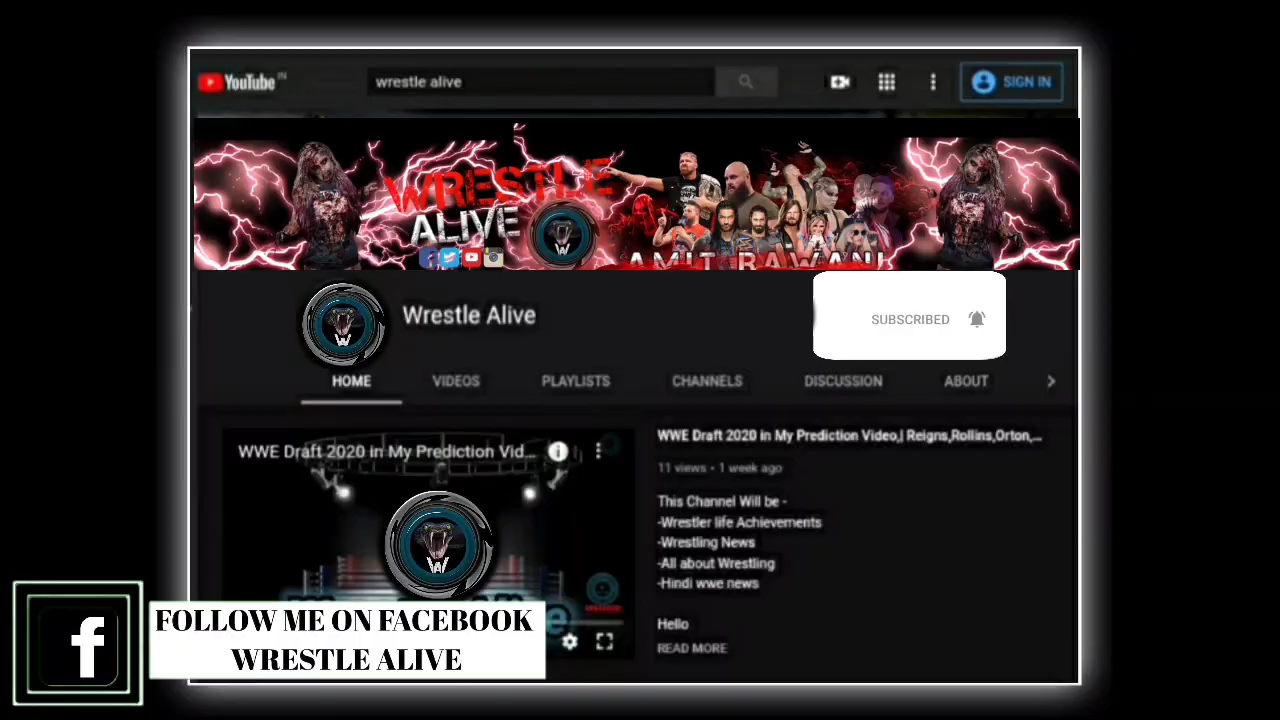 YouTube IN
wrestle alive
SIGN IN
WRESTLE
ALIVE
AMIT RAWANI
Wrestle Alive
SUBSCRIBED
HOME VIDEOS PLAYLISTS CHANNELS DISCUSSION ABOUT
WWE Draft 2020 in My Prediction Vid...
WWE Draft 2020 in My Prediction Video,| Reigns,Rollins,Orton,...
11 views • 1 week ago
This Channel Will be -
-Wrestler life Achievements
-Wrestling News
-All about Wrestling
-Hindi wwe news
Hello
READ MORE
FOLLOW ME ON FACEBOOK
WRESTLE ALIVE